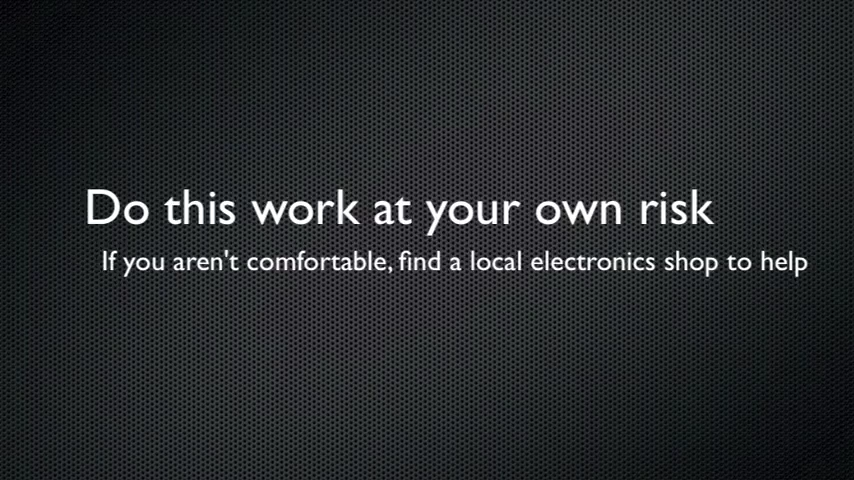 Do this work at your own risk
If you aren't comfortable, find a local electronics shop to help